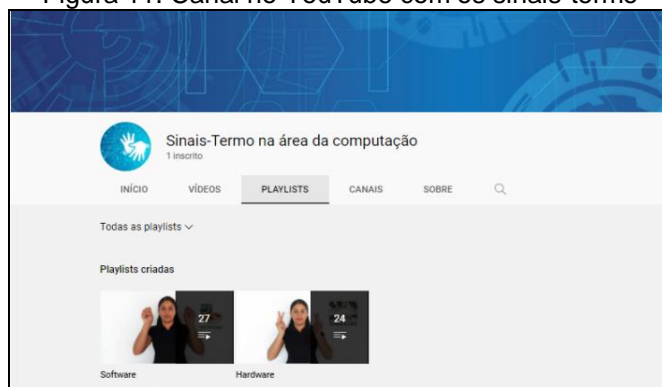 Figura 11: Canal no YouTube com os sinais-termo
Sinais-Termo na área da computação
1 inscrito
INÍCIO VÍDEOS PLAYLISTS CANAIS SOBRE
Todas as playlists
Playlists criadas
27 24
Software Hardware